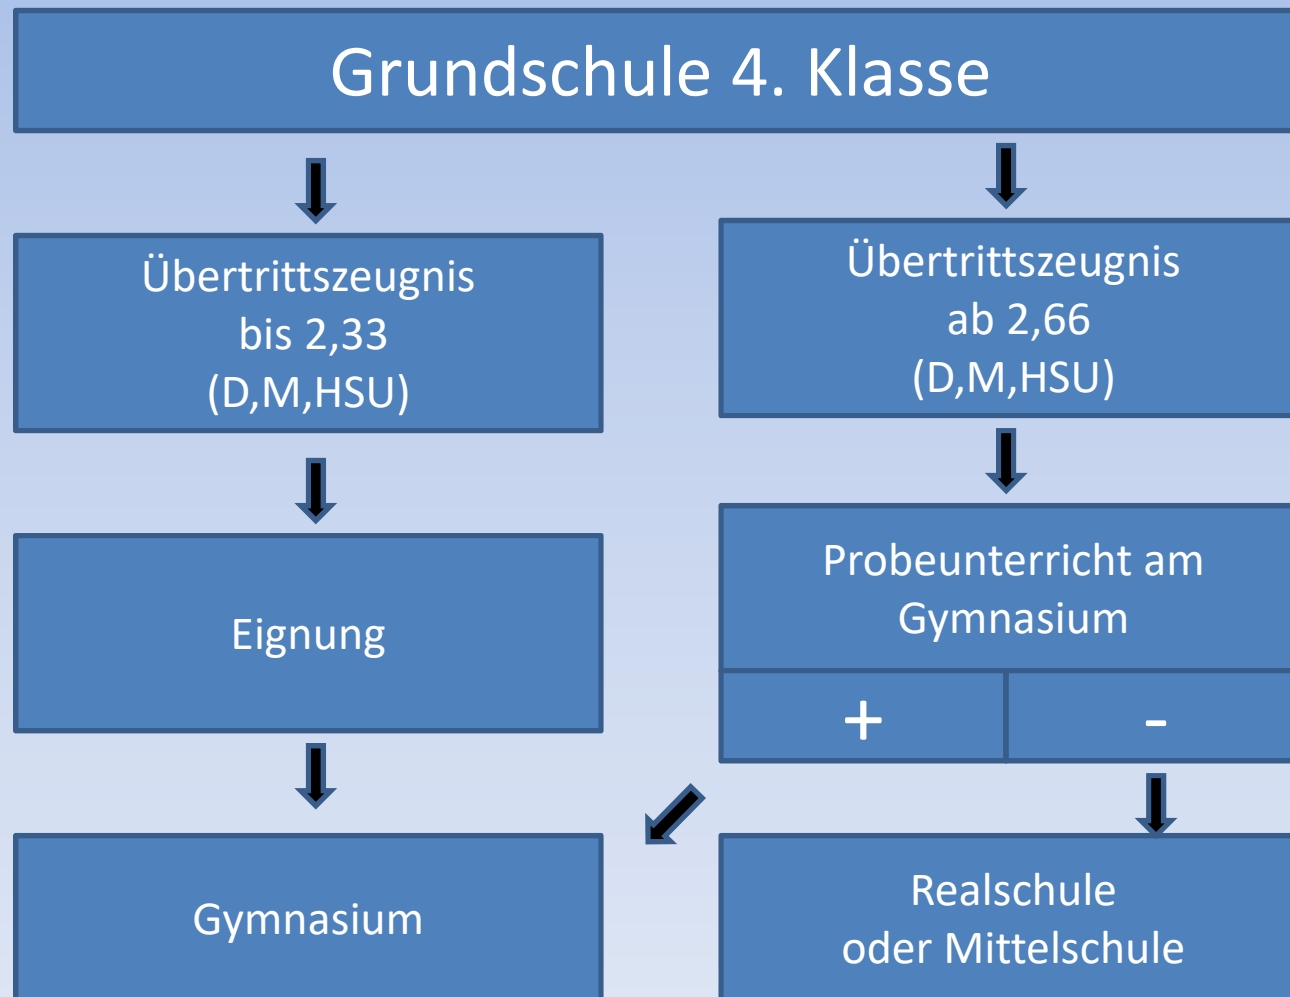 Grundschule 4. Klasse
Übertrittszeugnis
bis 2,33
(D,M,HSU)
Übertrittszeugnis
ab 2,66
(D,M,HSU)
Eignung
Probeunterricht am
Gymnasium
+
-
Gymnasium
Realschule
oder Mittelschule